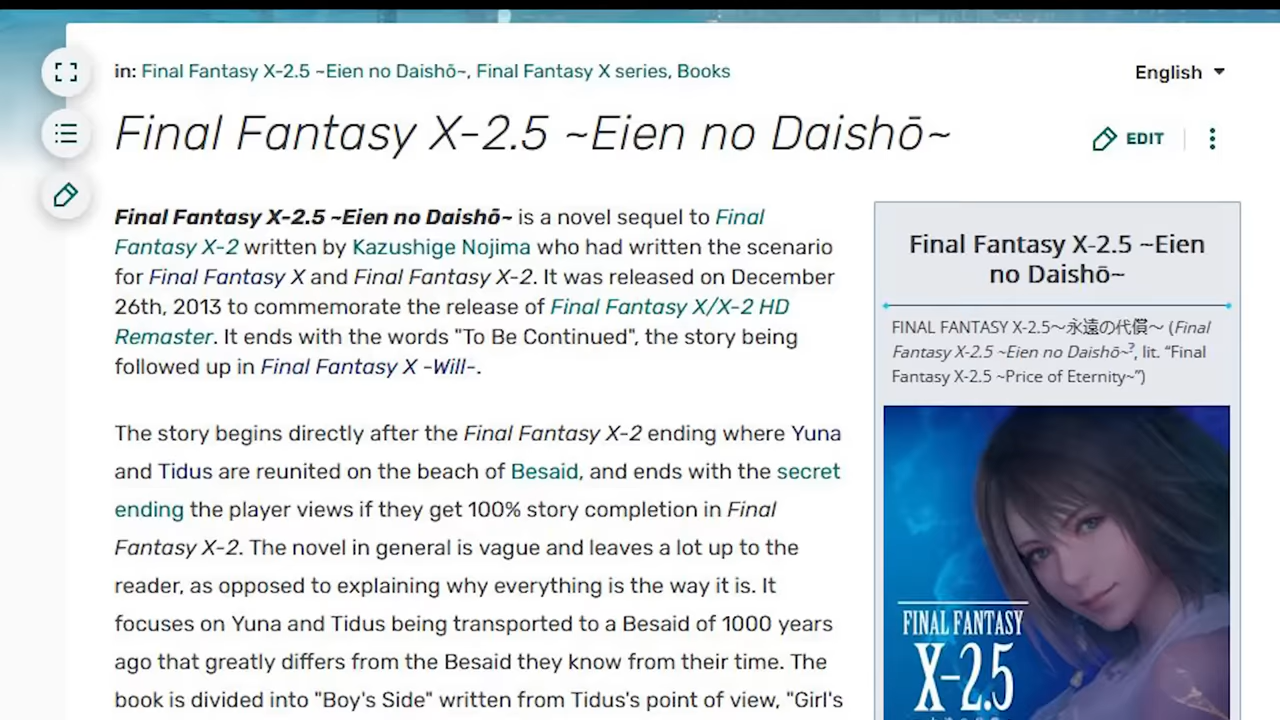 in: Final Fantasy X-2.5 ~Eien no Daishō~, Final Fantasy X series, Books
English
Final Fantasy X-2.5 ~Eien no Daishō~
EDIT
Final Fantasy X-2.5 ~Eien no Daishō~ is a novel sequel to Final
Fantasy X-2 written by Kazushige Nojima who had written the scenario
for Final Fantasy X and Final Fantasy X-2. It was released on December
26th, 2013 to commemorate the release of Final Fantasy X/X-2 HD
Remaster. It ends with the words "To Be Continued", the story being
followed up in Final Fantasy X -Will-.
The story begins directly after the Final Fantasy X-2 ending where Yuna
and Tidus are reunited on the beach of Besaid, and ends with the secret
ending the player views if they get 100% story completion in Final
Fantasy X-2. The novel in general is vague and leaves a lot up to the
reader, as opposed to explaining why everything is the way it is. It
focuses on Yuna and Tidus being transported to a Besaid of 1000 years
ago that greatly differs from the Besaid they know from their time. The
book is divided into "Boy's Side" written from Tidus's point of view, "Girl's
Final Fantasy X-2.5 ~Eien
no Daishō~
FINAL FANTASY X-2.5〜永遠の代償〜 (Final
Fantasy X-2.5 ~Eien no Daishō~?, lit. “Final
Fantasy X-2.5 ~Price of Eternity~”)
FINAL FANTASY
X-2.5